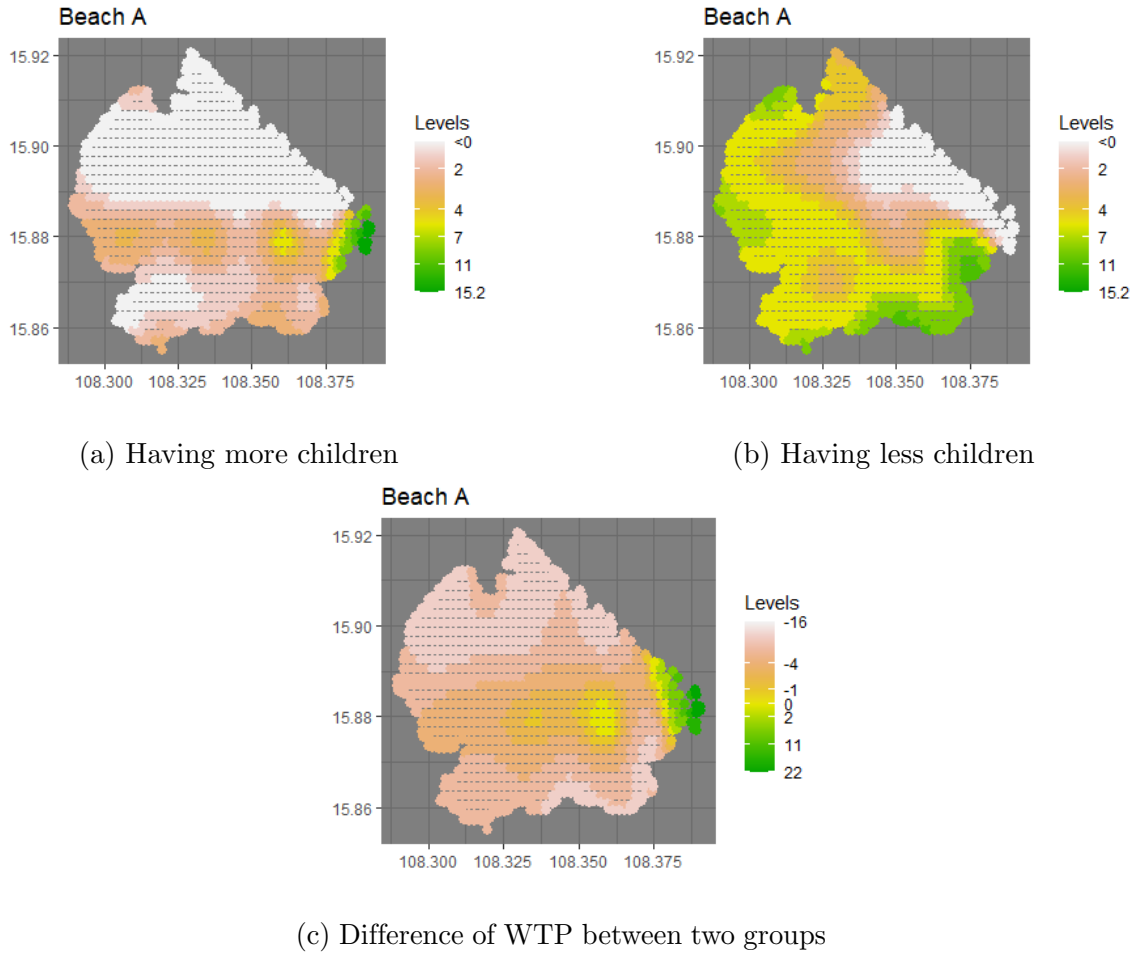 Beach A
15.92
15.90
15.88
15.86
108.300 108.325 108.350 108.375
Levels
<0
2
4
7
11
15.2
(a) Having more children
Beach A
15.92
15.90
15.88
15.86
108.300 108.325 108.350 108.375
Levels
<0
2
4
7
11
15.2
(b) Having less children
Beach A
15.92
15.90
15.88
15.86
108.300 108.325 108.350 108.375
Levels
-16
-4
-1
0
2
11
22
(c) Difference of WTP between two groups